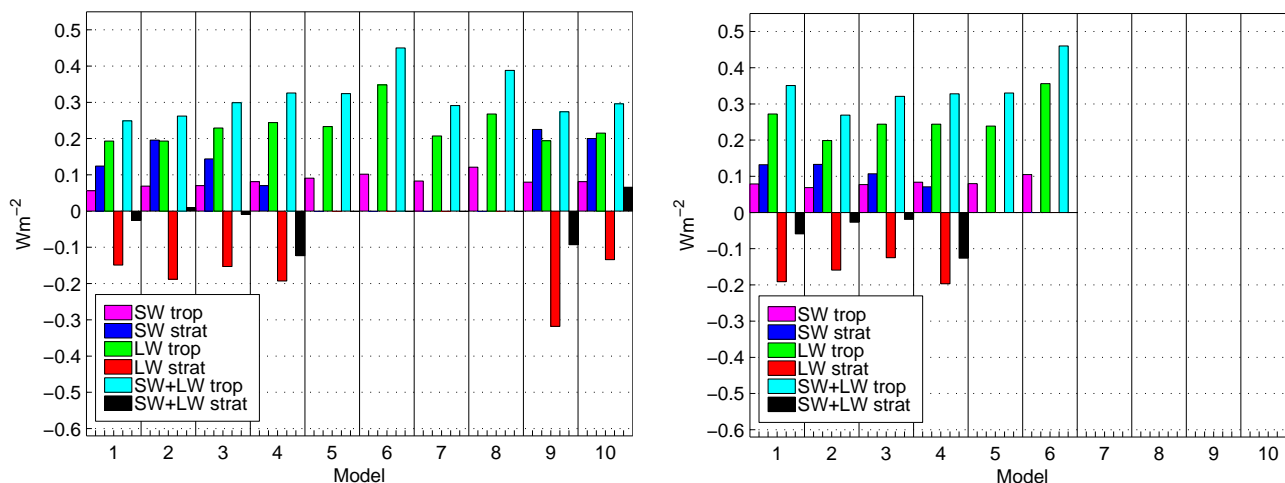 0.5
0.4
0.3
0.2
0.1
0
−0.1
−0.2
−0.3
−0.4
−0.5
−0.6
Wm−2
SW trop
SW strat
LW trop
LW strat
SW+LW trop
SW+LW strat
1 2 3 4 5 6 7 8 9 10
Model
0.5
0.4
0.3
0.2
0.1
0
−0.1
−0.2
−0.3
−0.4
−0.5
−0.6
Wm−2
SW trop
SW strat
LW trop
LW strat
SW+LW trop
SW+LW strat
1 2 3 4 5 6 7 8 9 10
Model